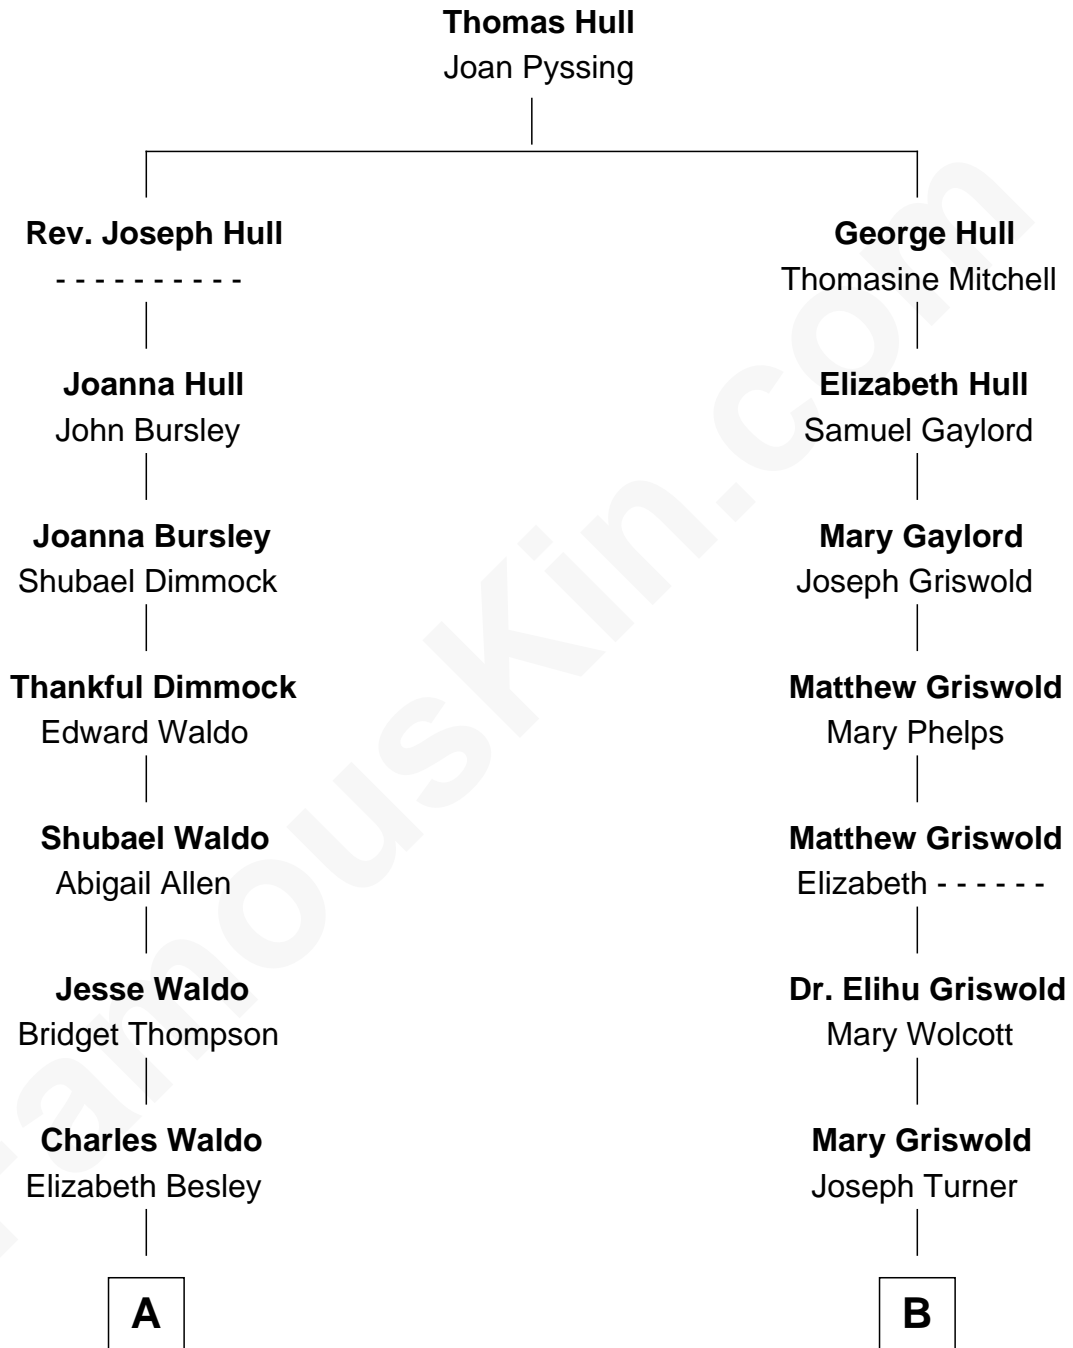 Thomas Hull
Joan Pyssing
Rev. Joseph Hull
- - - - - - - - - -
George Hull
Thomasine Mitchell
Joanna Hull
John Bursley
Elizabeth Hull
Samuel Gaylord
Joanna Bursley
Shubael Dimmock
Mary Gaylord
Joseph Griswold
Thankful Dimmock
Edward Waldo
Matthew Griswold
Mary Phelps
Shubael Waldo
Abigail Allen
Matthew Griswold
Elizabeth - - - - - -
Jesse Waldo
Bridget Thompson
Dr. Elihu Griswold
Mary Wolcott
Charles Waldo
Elizabeth Besley
Mary Griswold
Joseph Turner
A
B
FamousKin.com